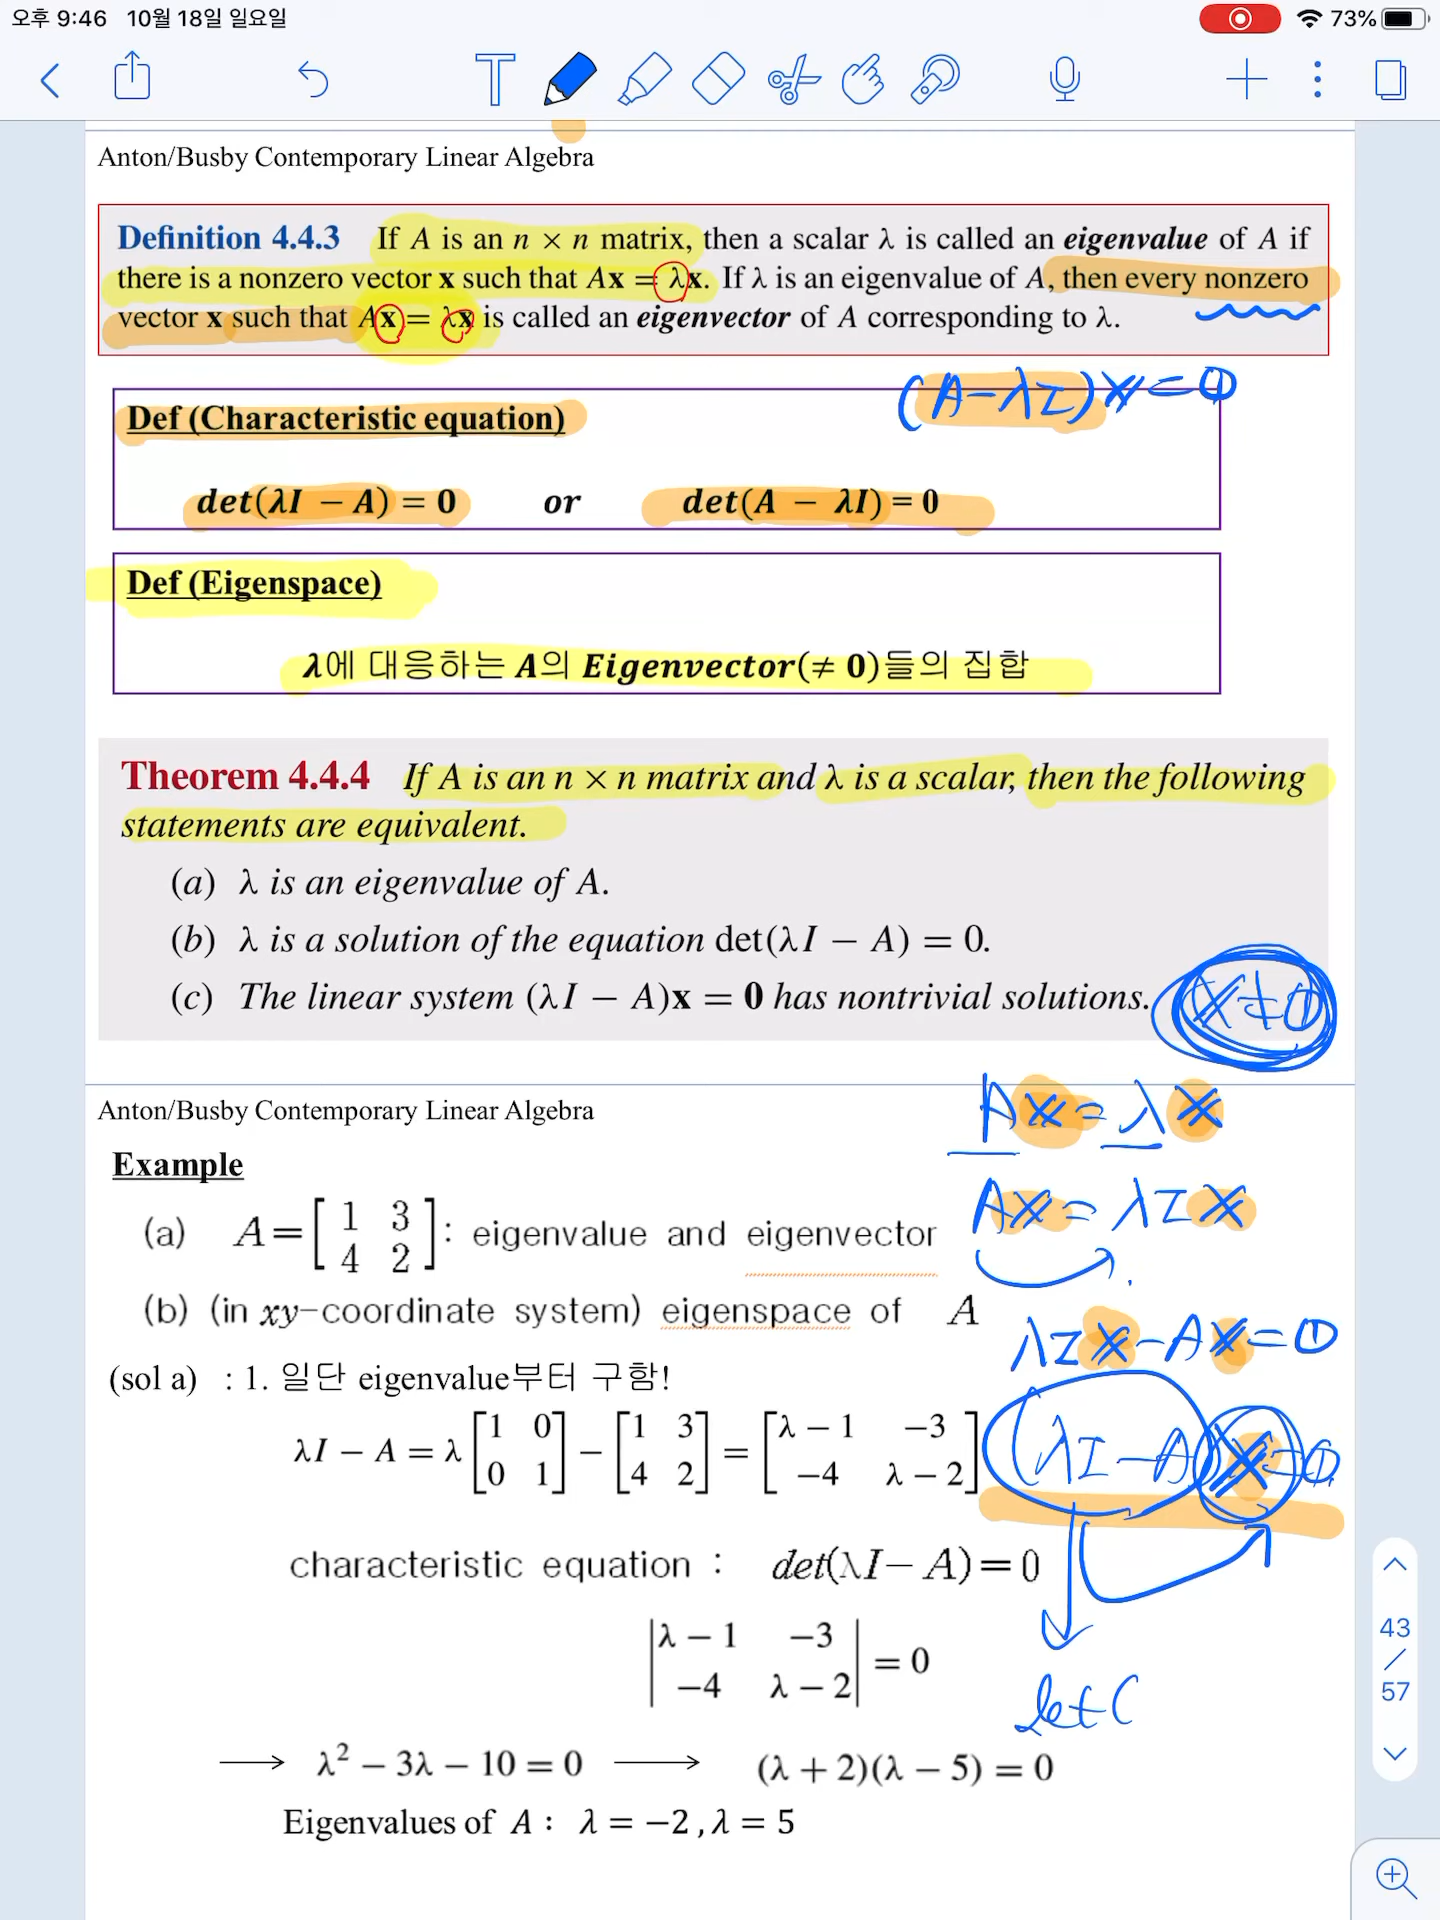 오후 9:46 10월 18일 일요일 73%
T
Anton/Busby Contemporary Linear Algebra
Definition 4.4.3 If A is an n × n matrix, then a scalar λ is called an eigenvalue of A if
there is a nonzero vector x such that Ax = λx. If λ is an eigenvalue of A, then every nonzero
vector x such that Ax = λx is called an eigenvector of A corresponding to λ.
(A-λI)x=0
Def (Characteristic equation)
det(λI − A) = 0 or det(A − λI) = 0
Def (Eigenspace)
λ에 대응하는 A의 Eigenvector(≠ 0)들의 집합
Theorem 4.4.4 If A is an n × n matrix and λ is a scalar, then the following
statements are equivalent.
(a) λ is an eigenvalue of A.
(b) λ is a solution of the equation det(λI − A) = 0.
(c) The linear system (λI − A)x = 0 has nontrivial solutions.
x≠0
Ax=λx
Anton/Busby Contemporary Linear Algebra
Example
Ax=λIx
(a) A=[1 3
4 2]: eigenvalue and eigenvector
(b) (in xy-coordinate system) eigenspace of A
λIx-Ax=0
(sol a) : 1. 일단 eigenvalue부터 구함!
λI − A = λ[1 0
0 1] − [1 3
4 2] = [λ − 1 −3
−4 λ − 2]
(λI-A)x=0
characteristic equation : det(λI− A)=0
|λ − 1 −3
−4 λ − 2| = 0
det(
43
/
57
⟶ λ² − 3λ − 10 = 0 ⟶ (λ + 2)(λ − 5) = 0
Eigenvalues of A : λ = −2 , λ = 5